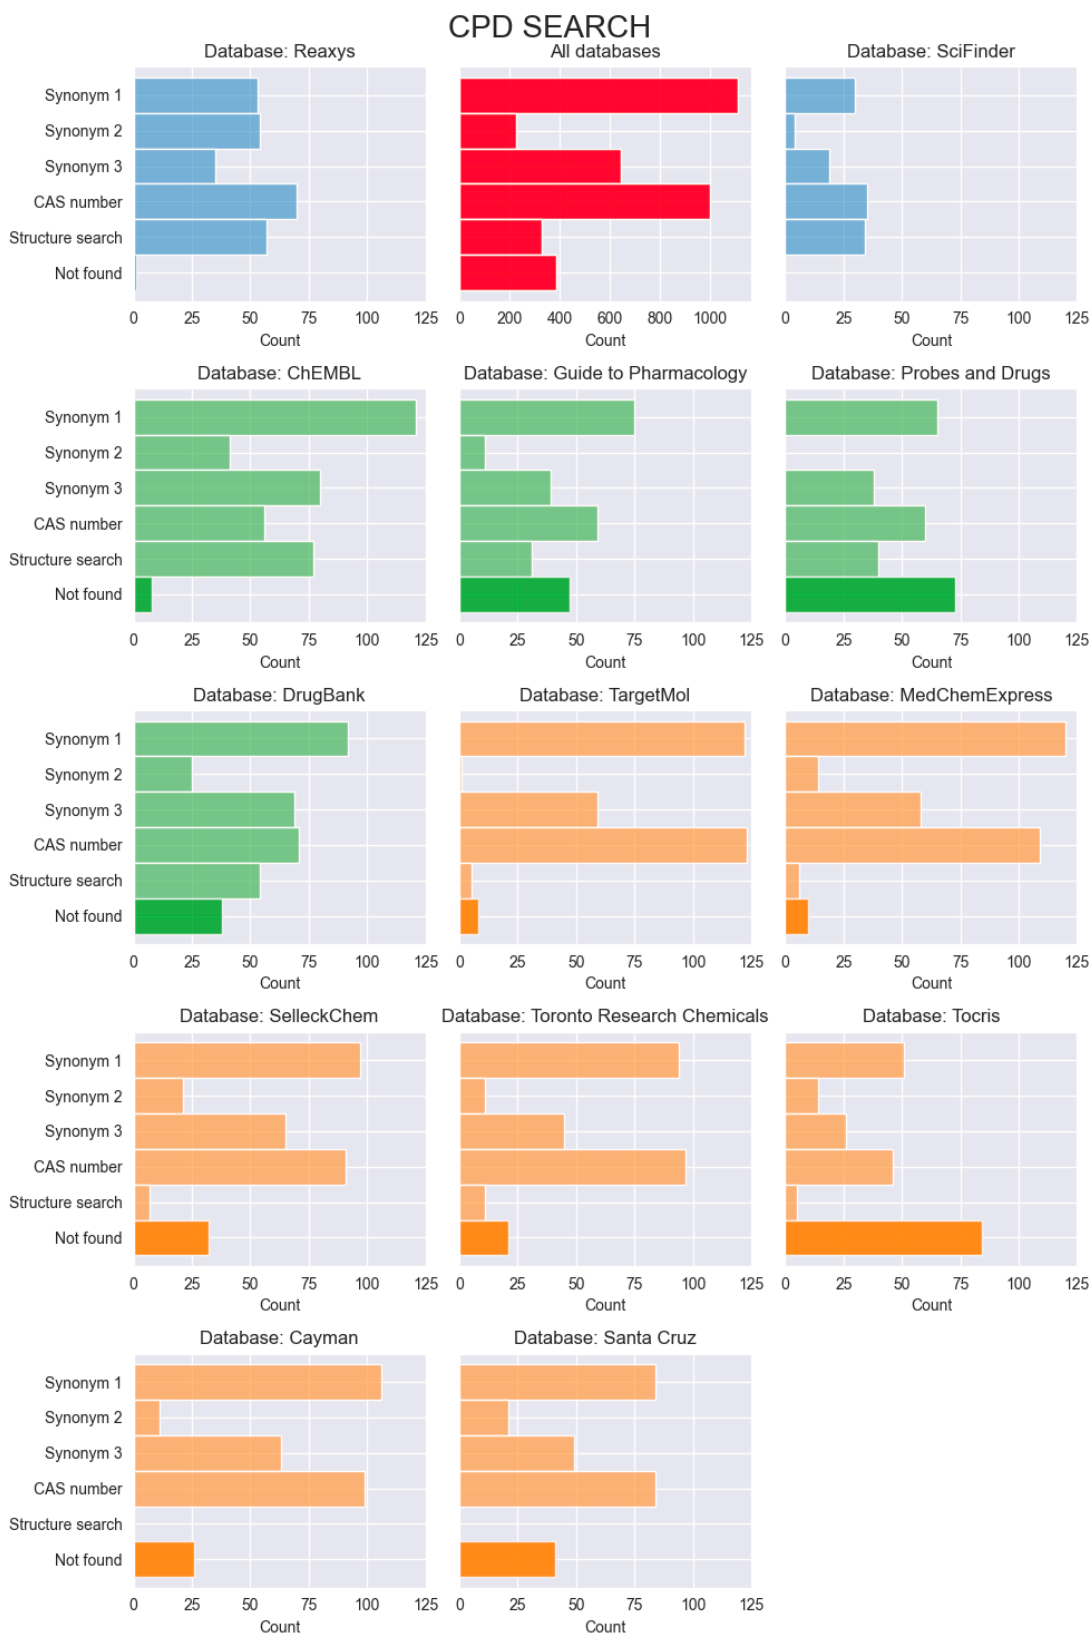 CPD SEARCH
Database: Reaxys
All databases
Database: SciFinder
Synonym 1
Synonym 2
Synonym 3
CAS number
Structure search
Not found
0 25 50 75 100 125
0 200 400 600 800 1000
0 25 50 75 100 125
Count
Count
Count
Database: ChEMBL
Database: Guide to Pharmacology
Database: Probes and Drugs
Synonym 1
Synonym 2
Synonym 3
CAS number
Structure search
Not found
0 25 50 75 100 125
0 25 50 75 100 125
0 25 50 75 100 125
Count
Count
Count
Database: DrugBank
Database: TargetMol
Database: MedChemExpress
Synonym 1
Synonym 2
Synonym 3
CAS number
Structure search
Not found
0 25 50 75 100 125
0 25 50 75 100 125
0 25 50 75 100 125
Count
Count
Count
Database: SelleckChem
Database: Toronto Research Chemicals
Database: Tocris
Synonym 1
Synonym 2
Synonym 3
CAS number
Structure search
Not found
0 25 50 75 100 125
0 25 50 75 100 125
0 25 50 75 100 125
Count
Count
Count
Database: Cayman
Database: Santa Cruz
Synonym 1
Synonym 2
Synonym 3
CAS number
Structure search
Not found
0 25 50 75 100 125
0 25 50 75 100 125
Count
Count